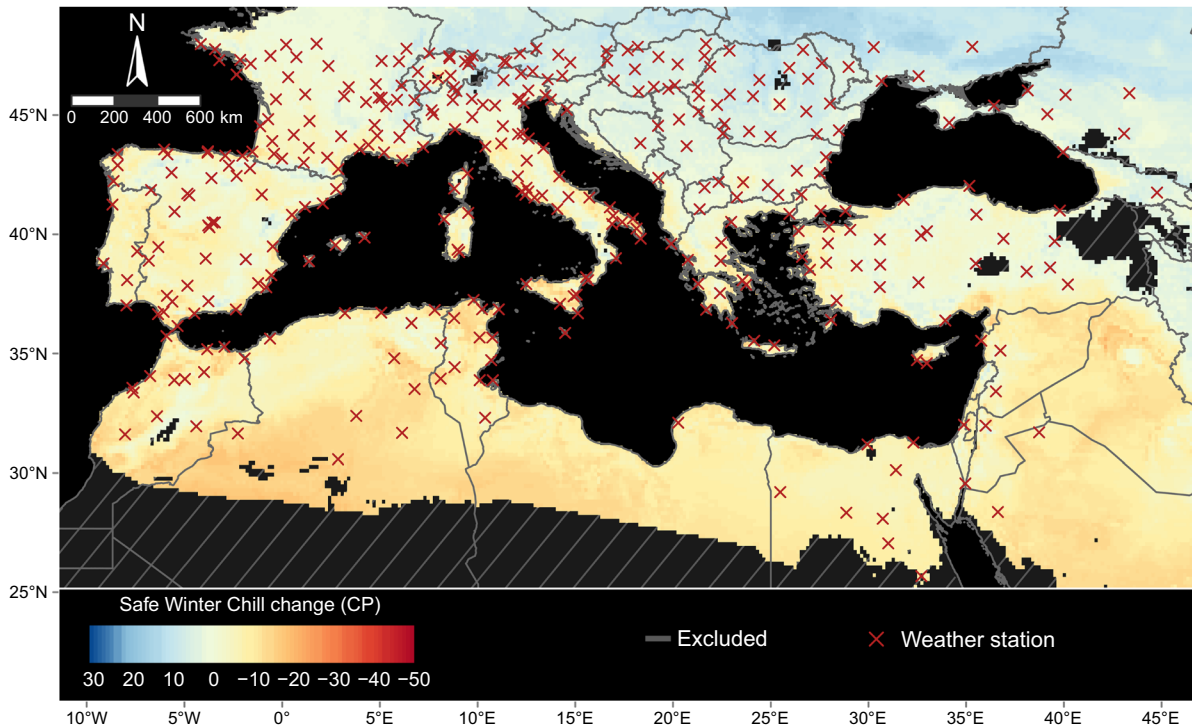 N
0 200 400 600 km
45°N
40°N
35°N
30°N
25°N
Safe Winter Chill change (CP)
30 20 10 0 −10 −20 −30 −40 −50
Excluded
Weather station
10°W 5°W 0° 5°E 10°E 15°E 20°E 25°E 30°E 35°E 40°E 45°E